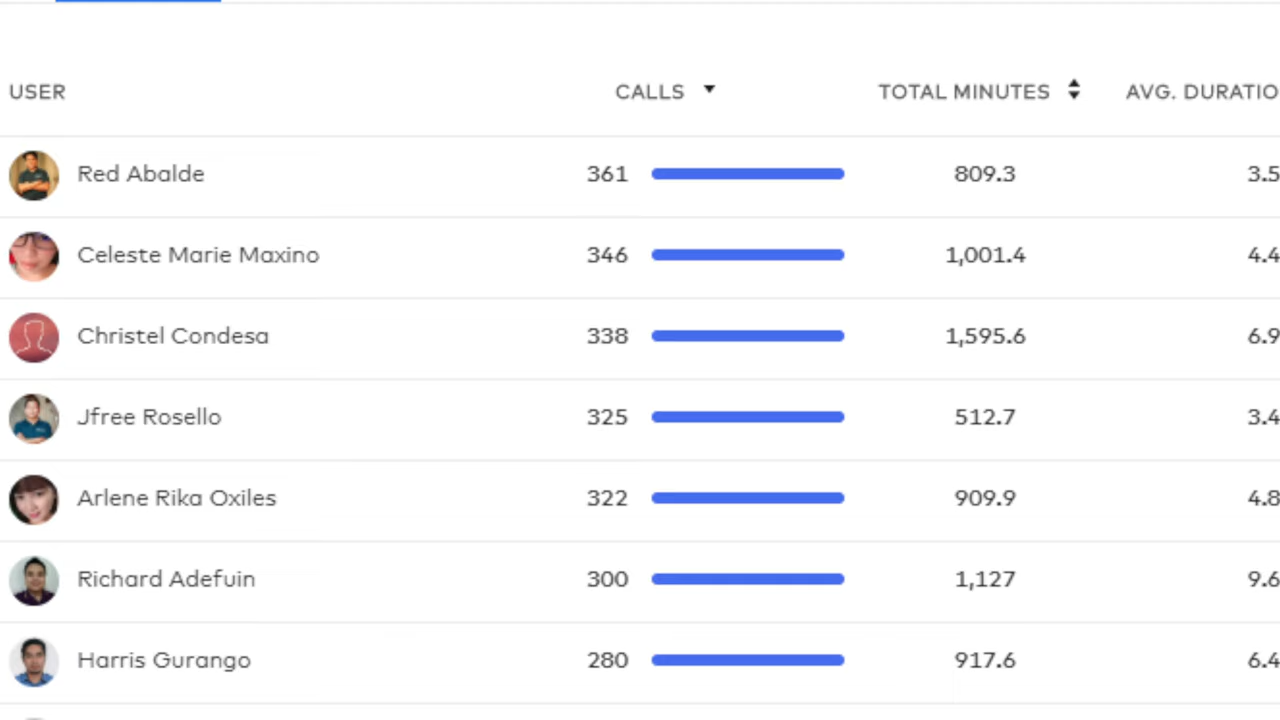 USER CALLS TOTAL MINUTES AVG. DURATIO
Red Abalde 361 809.3 3.5
Celeste Marie Maxino 346 1,001.4 4.4
Christel Condesa 338 1,595.6 6.9
Jfree Rosello 325 512.7 3.4
Arlene Rika Oxiles 322 909.9 4.8
Richard Adefuin 300 1,127 9.6
Harris Gurango 280 917.6 6.4